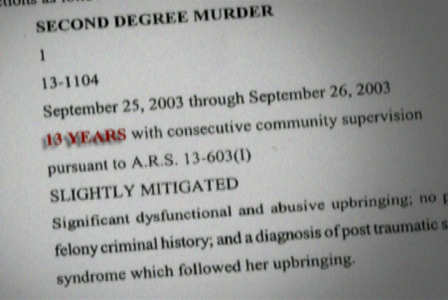 SECOND DEGREE MURDER
1
13-1104
September 25, 2003 through September 26, 2003
13 YEARS with consecutive community supervision
pursuant to A.R.S. 13-603(I)
SLIGHTLY MITIGATED
Significant dysfunctional and abusive upbringing; no
felony criminal history; and a diagnosis of post traumatic
syndrome which followed her upbringing.